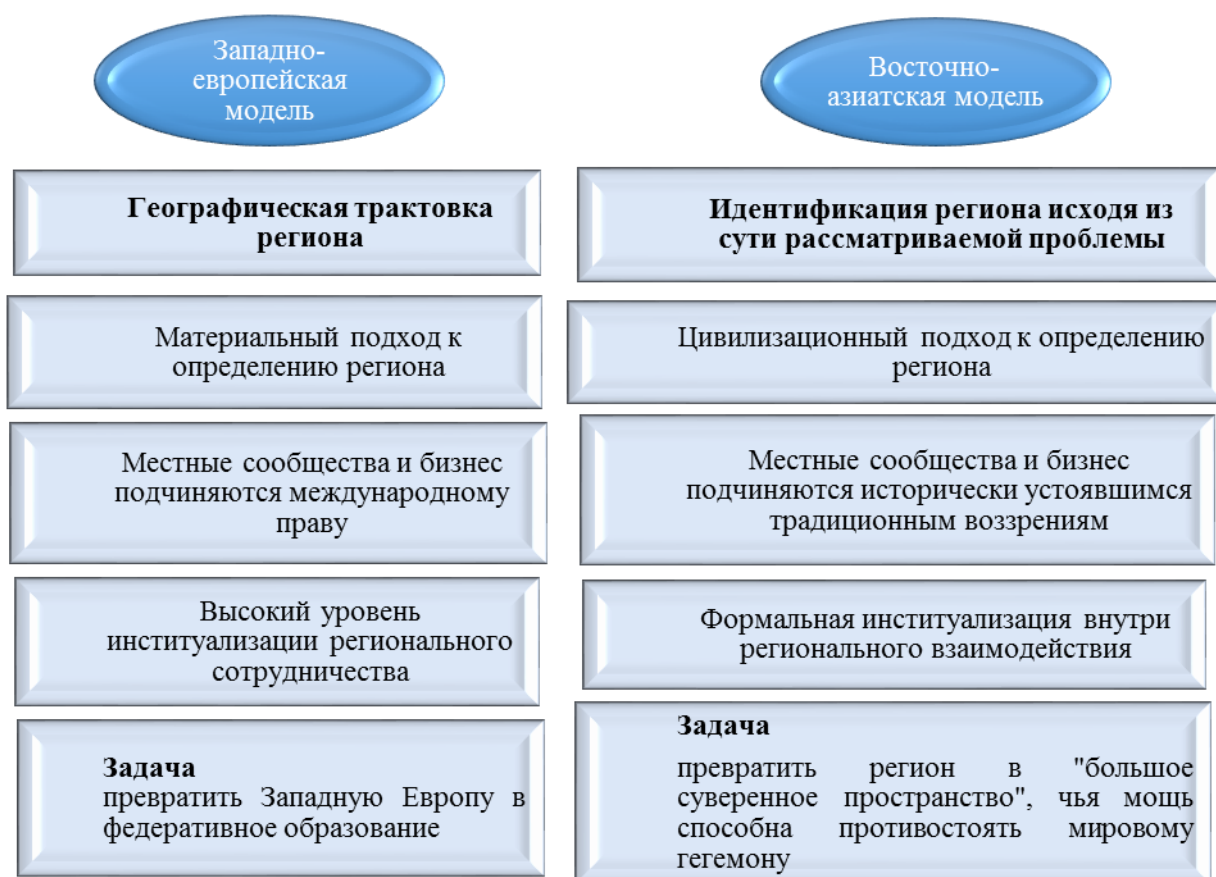 Западно-
европейская
модель
Географическая трактовка
региона
Материальный подход к
определению региона
Местные сообщества и бизнес
подчиняются международному
праву
Высокий уровень
институализации регионального
сотрудничества
Задача
превратить Западную Европу в
федеративное образование
Восточно-
азиатская модель
Идентификация региона исходя из
сути рассматриваемой проблемы
Цивилизационный подход к определению
региона
Местные сообщества и бизнес
подчиняются исторически устоявшимся
традиционным воззрениям
Формальная институализация внутри
регионального взаимодействия
Задача
превратить регион в "большое
суверенное пространство", чья мощь
способна противостоять мировому
гегемону